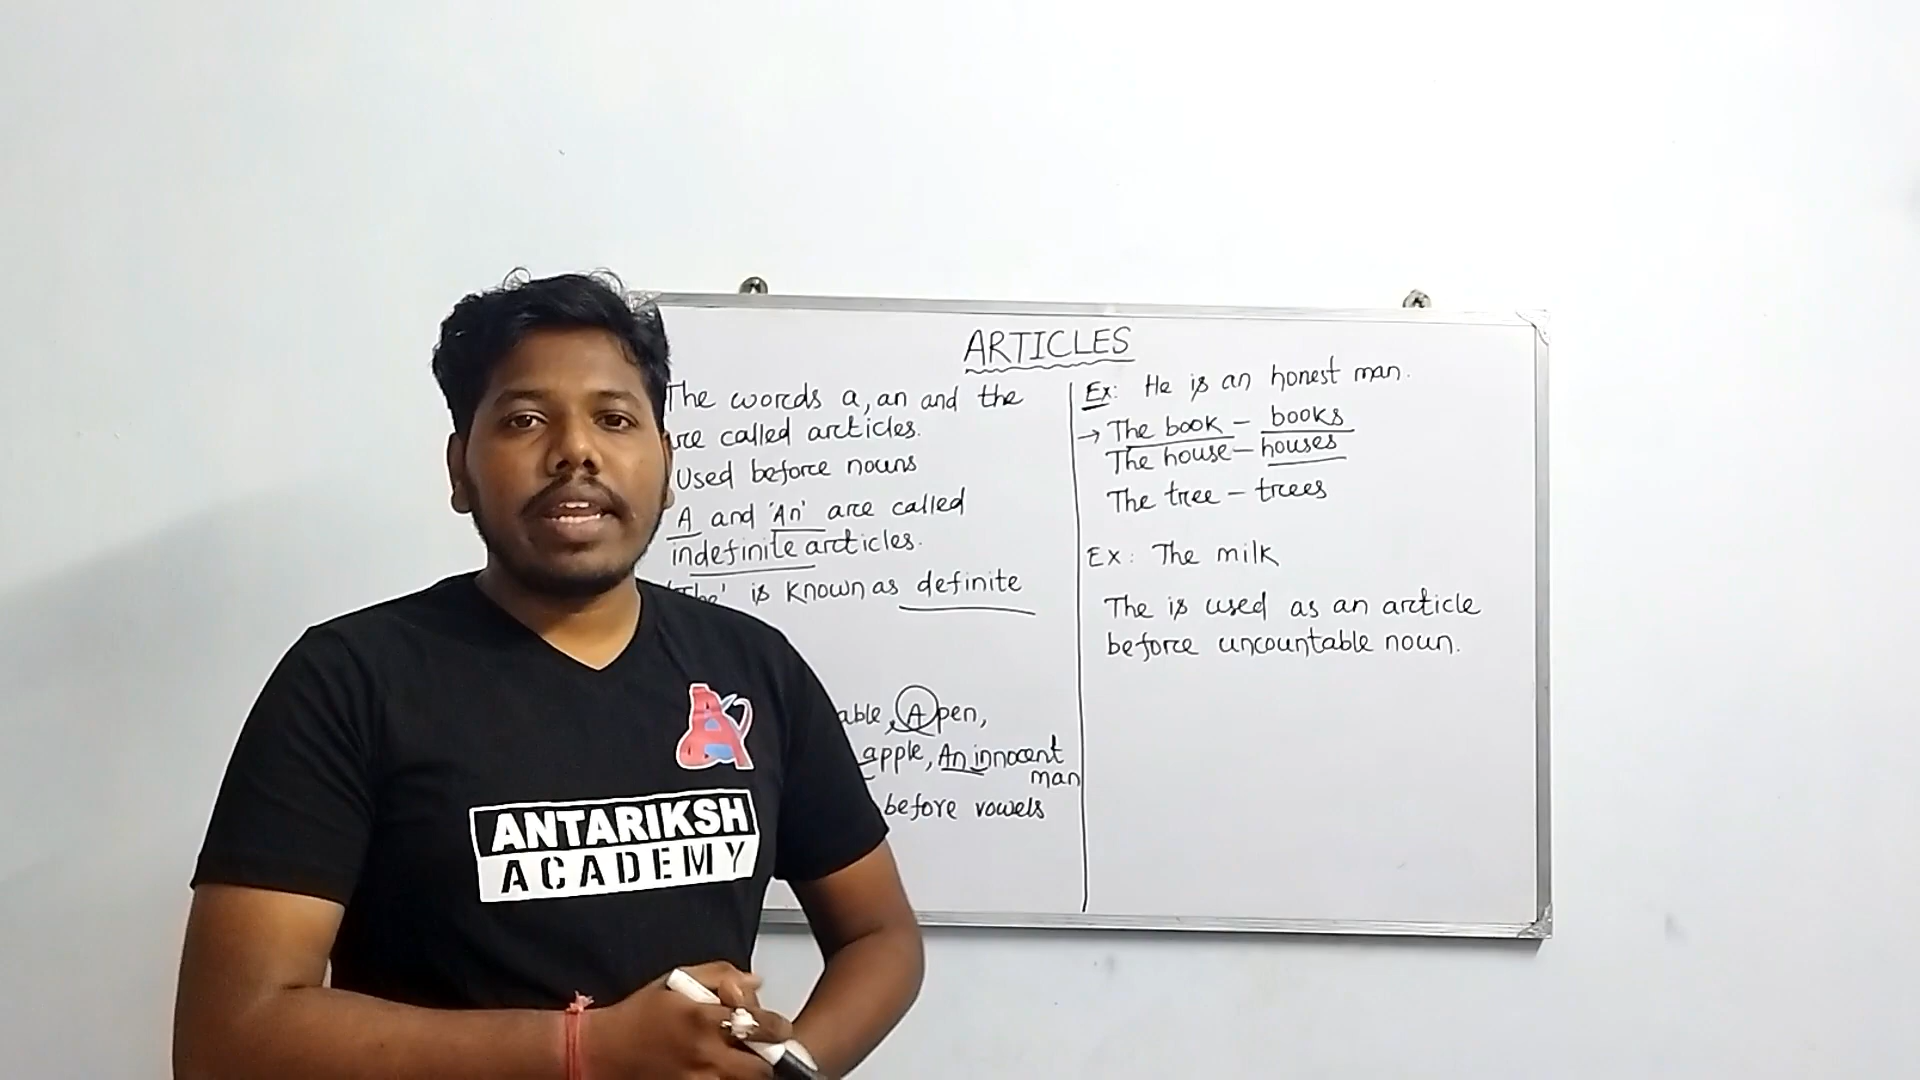 ARTICLES
The words a, an and the
are called articles.
Used before nouns
A and 'An' are called
indefinite articles.
'The' is known as definite
able, A pen,
apple, An innocent
man
before vowels
Ex: He is an honest man.
→ The book - books
The house - houses
The tree - trees
Ex: The milk
The is used as an article
before uncountable noun.
ANTARIKSH
ACADEMY